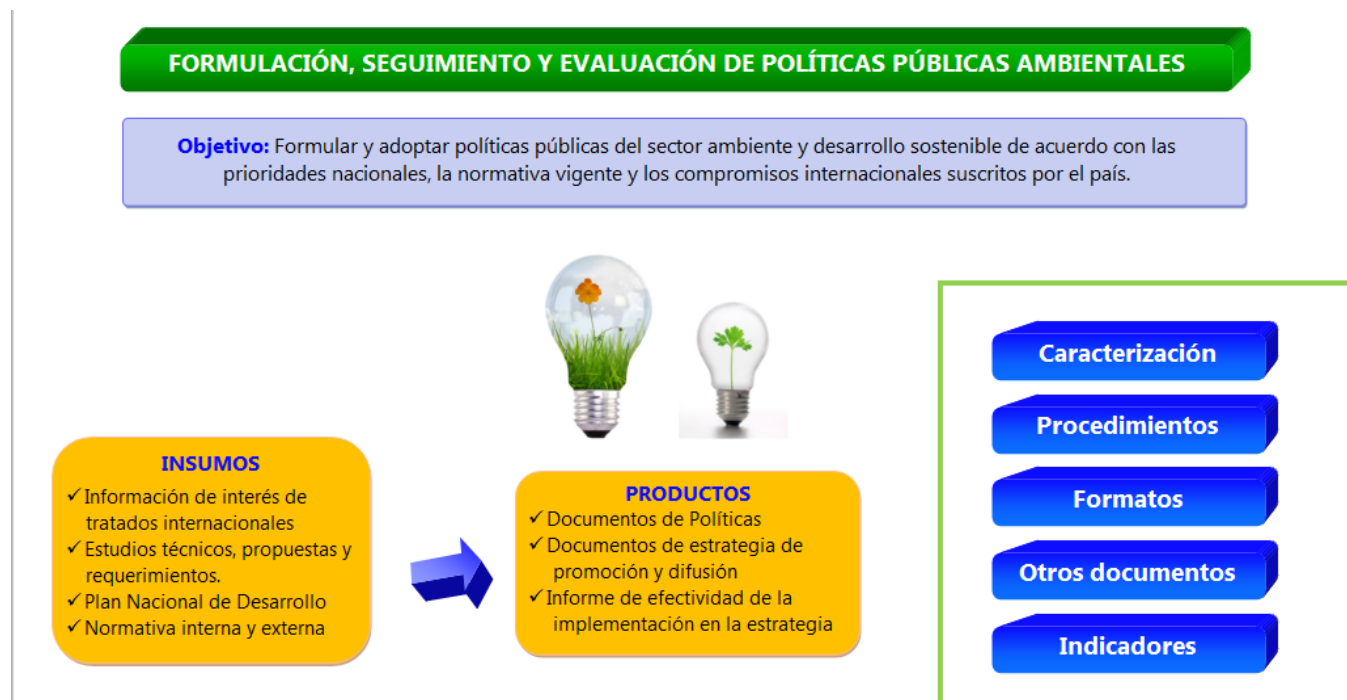 FORMULACIÓN, SEGUIMIENTO Y EVALUACIÓN DE POLÍTICAS PÚBLICAS AMBIENTALES
Objetivo: Formular y adoptar políticas públicas del sector ambiente y desarrollo sostenible de acuerdo con las
prioridades nacionales, la normativa vigente y los compromisos internacionales suscritos por el país.
INSUMOS
✓Información de interés de
tratados internacionales
✓Estudios técnicos, propuestas y
requerimientos.
✓Plan Nacional de Desarrollo
✓Normativa interna y externa
PRODUCTOS
✓Documentos de Políticas
✓Documentos de estrategia de
promoción y difusión
✓Informe de efectividad de la
implementación en la estrategia
Caracterización
Procedimientos
Formatos
Otros documentos
Indicadores